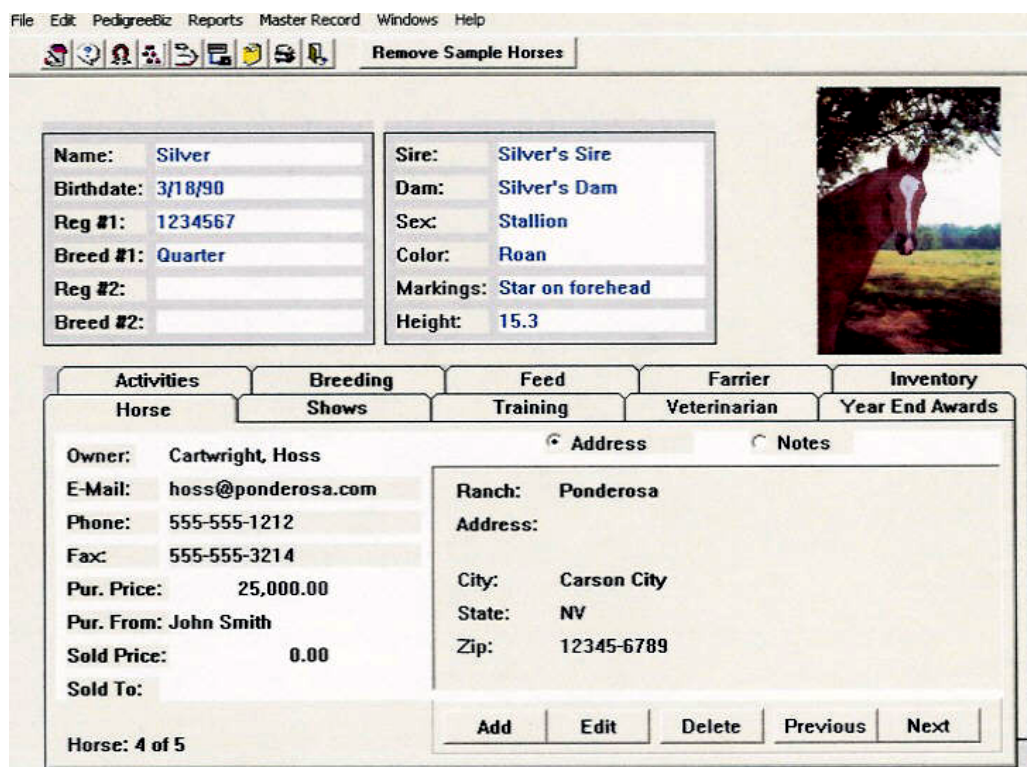 File Edit PedigreeBiz Reports Master Record Windows Help
Remove Sample Horses
Name: Silver
Birthdate: 3/18/90
Reg #1: 1234567
Breed #1: Quarter
Reg #2:
Breed #2:
Sire: Silver's Sire
Dam: Silver's Dam
Sex: Stallion
Color: Roan
Markings: Star on forehead
Height: 15.3
Activities Breeding Feed Farrier Inventory
Horse Shows Training Veterinarian Year End Awards
Owner: Cartwright, Hoss
E-Mail: hoss@ponderosa.com
Phone: 555-555-1212
Fax: 555-555-3214
Pur. Price: 25,000.00
Pur. From: John Smith
Sold Price: 0.00
Sold To:
Horse: 4 of 5
Address Notes
Ranch: Ponderosa
Address:
City: Carson City
State: NV
Zip: 12345-6789
Add Edit Delete Previous Next